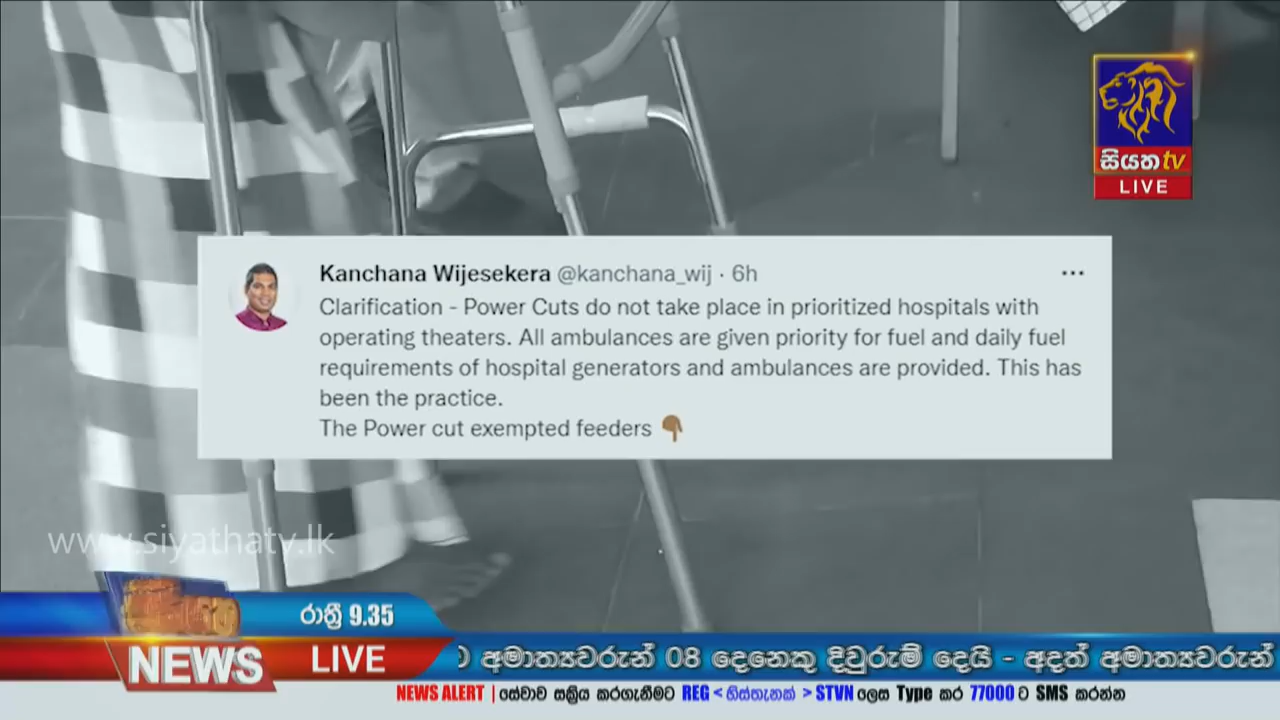 සියත tv
LIVE
Kanchana Wijesekera @kanchana_wij · 6h
Clarification - Power Cuts do not take place in prioritized hospitals with
operating theaters. All ambulances are given priority for fuel and daily fuel
requirements of hospital generators and ambulances are provided. This has
been the practice.
The Power cut exempted feeders 👇🏾
www.siyathatv.lk
රාත්‍රී 9.35
NEWS LIVE
අමාත්‍යවරුන් 08 දෙනෙකු දිවුරුම් දෙයි - අදත් අමාත්‍යවරුන්
NEWS ALERT | සේවාව සක්‍රිය කරගැනීමට REG < හිස්තැනක් > STVN ලෙස Type කර 77000 ට SMS කරන්න